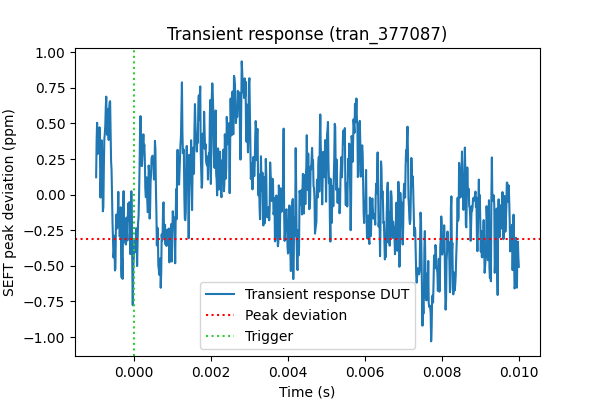 Transient response (tran_377087)
SEFT peak deviation (ppm)
1.00
0.75
0.50
0.25
0.00
−0.25
−0.50
−0.75
−1.00
Transient response DUT
Peak deviation
Trigger
0.000 0.002 0.004 0.006 0.008 0.010
Time (s)